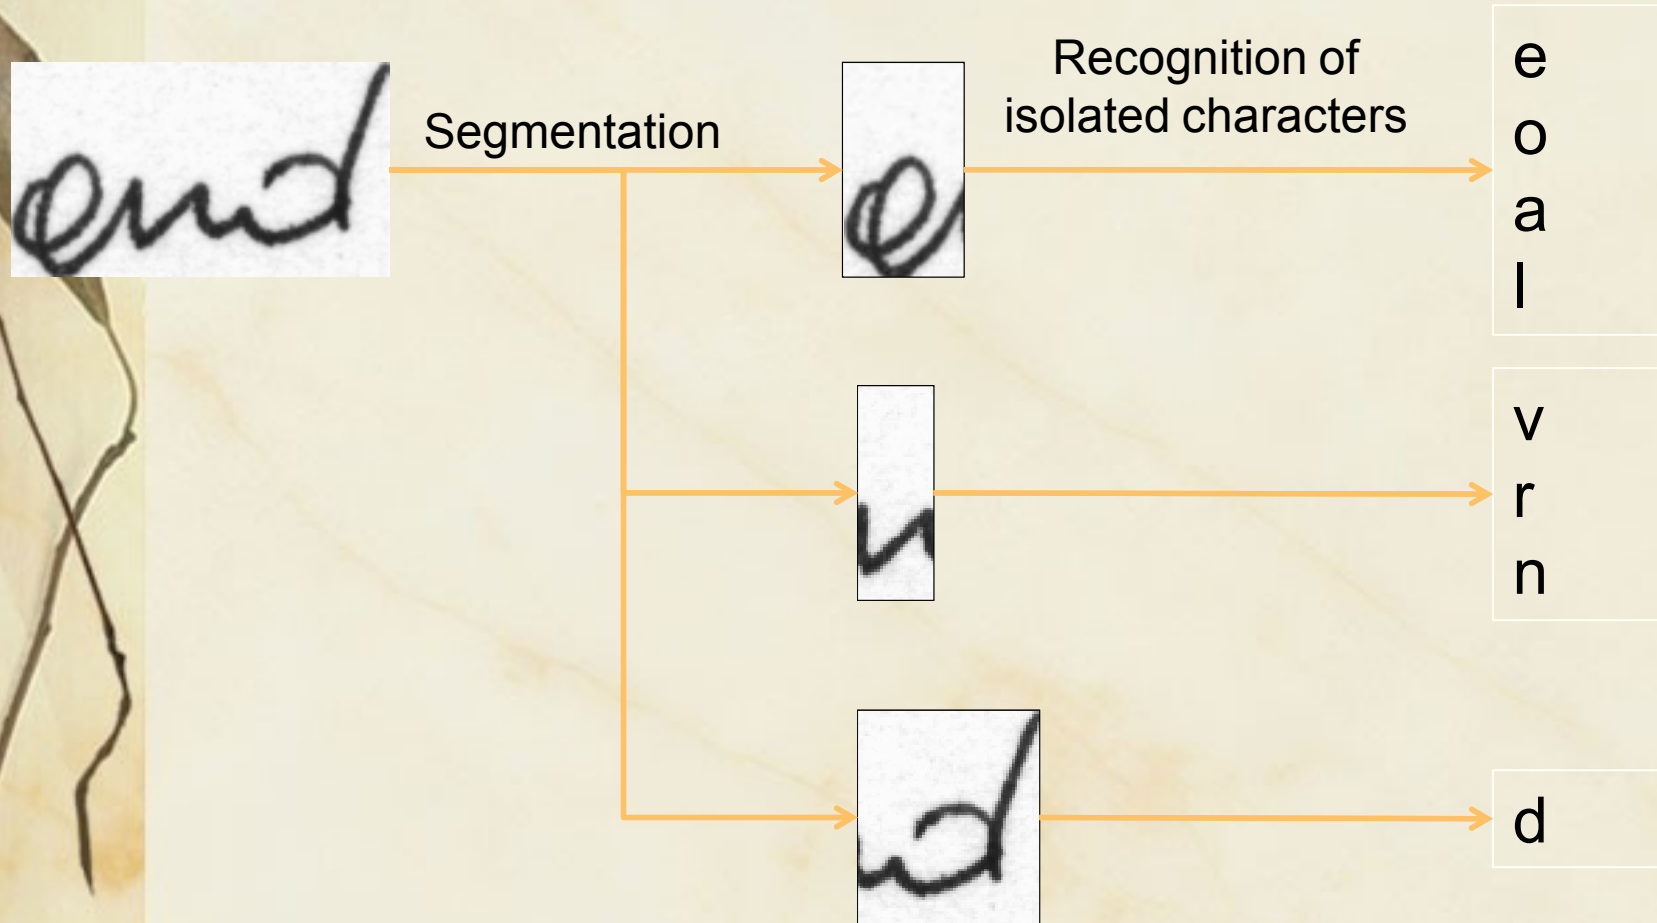 end
Segmentation
Recognition of
isolated characters
e
o
a
l
v
r
n
d